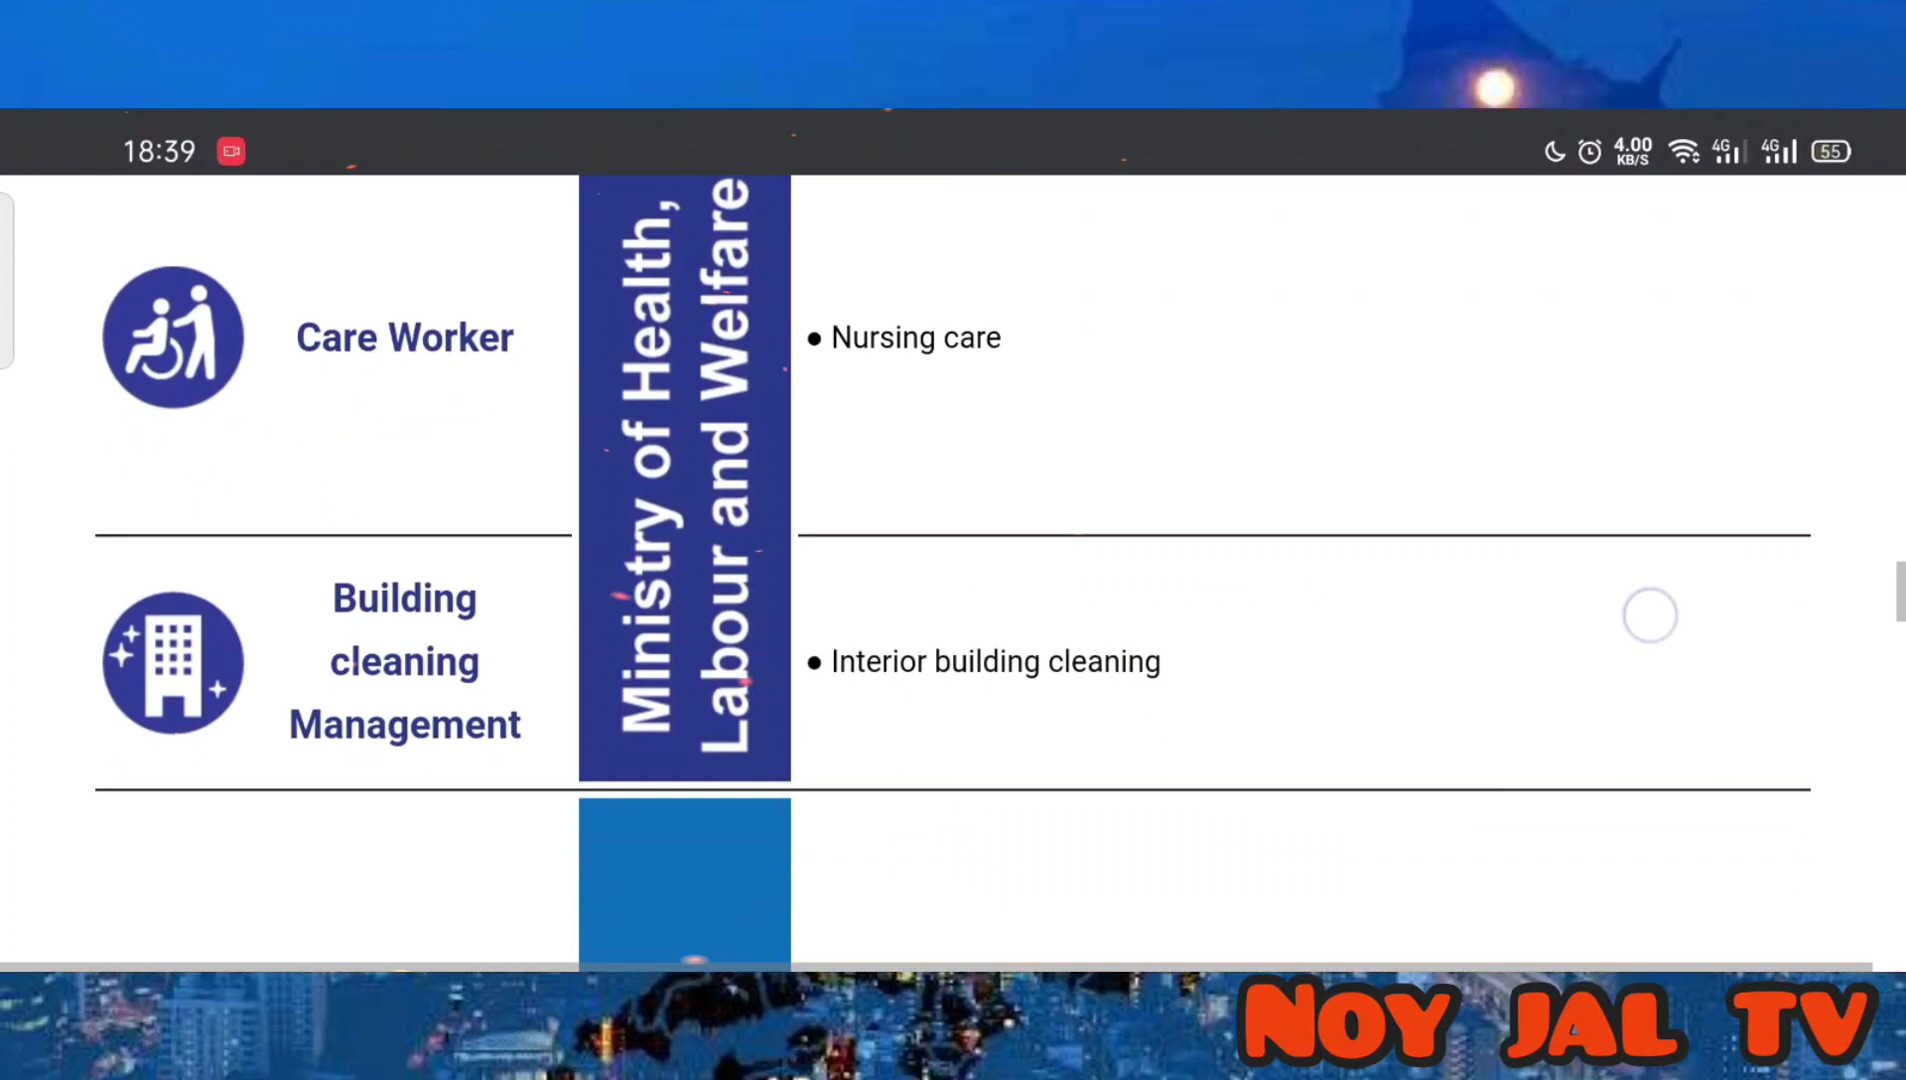 18:39
4.00
KB/S
4G
4G
55
Care Worker
Ministry of Health,
Labour and Welfare
● Nursing care
Building
cleaning
Management
● Interior building cleaning
NOY JAL TV